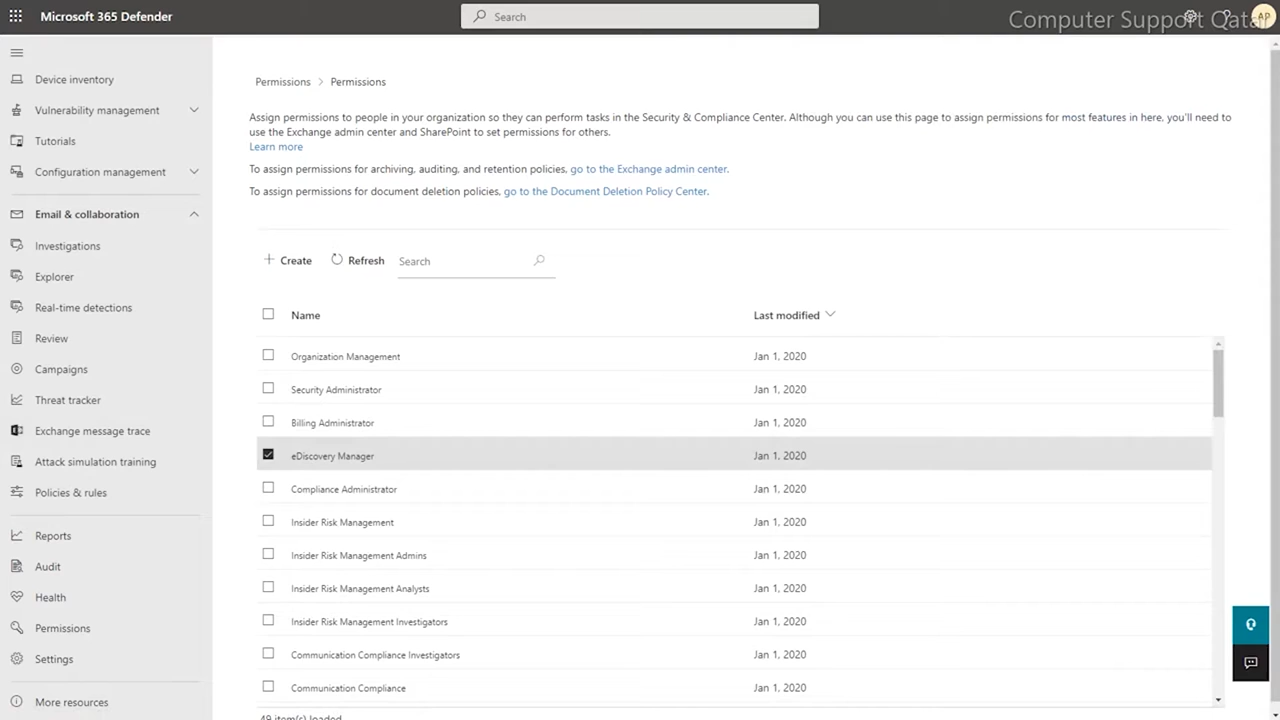 Microsoft 365 Defender
Search
Computer Support Qatar
AP
Device inventory
Vulnerability management
Tutorials
Configuration management
Email & collaboration
Investigations
Explorer
Real-time detections
Review
Campaigns
Threat tracker
Exchange message trace
Attack simulation training
Policies & rules
Reports
Audit
Health
Permissions
Settings
More resources
Permissions > Permissions
Assign permissions to people in your organization so they can perform tasks in the Security & Compliance Center. Although you can use this page to assign permissions for most features in here, you'll need to
use the Exchange admin center and SharePoint to set permissions for others.
Learn more
To assign permissions for archiving, auditing, and retention policies, go to the Exchange admin center.
To assign permissions for document deletion policies, go to the Document Deletion Policy Center.
+ Create Refresh Search
Name Last modified
Organization Management Jan 1, 2020
Security Administrator Jan 1, 2020
Billing Administrator Jan 1, 2020
eDiscovery Manager Jan 1, 2020
Compliance Administrator Jan 1, 2020
Insider Risk Management Jan 1, 2020
Insider Risk Management Admins Jan 1, 2020
Insider Risk Management Analysts Jan 1, 2020
Insider Risk Management Investigators Jan 1, 2020
Communication Compliance Investigators Jan 1, 2020
Communication Compliance Jan 1, 2020
49 item(s) loaded